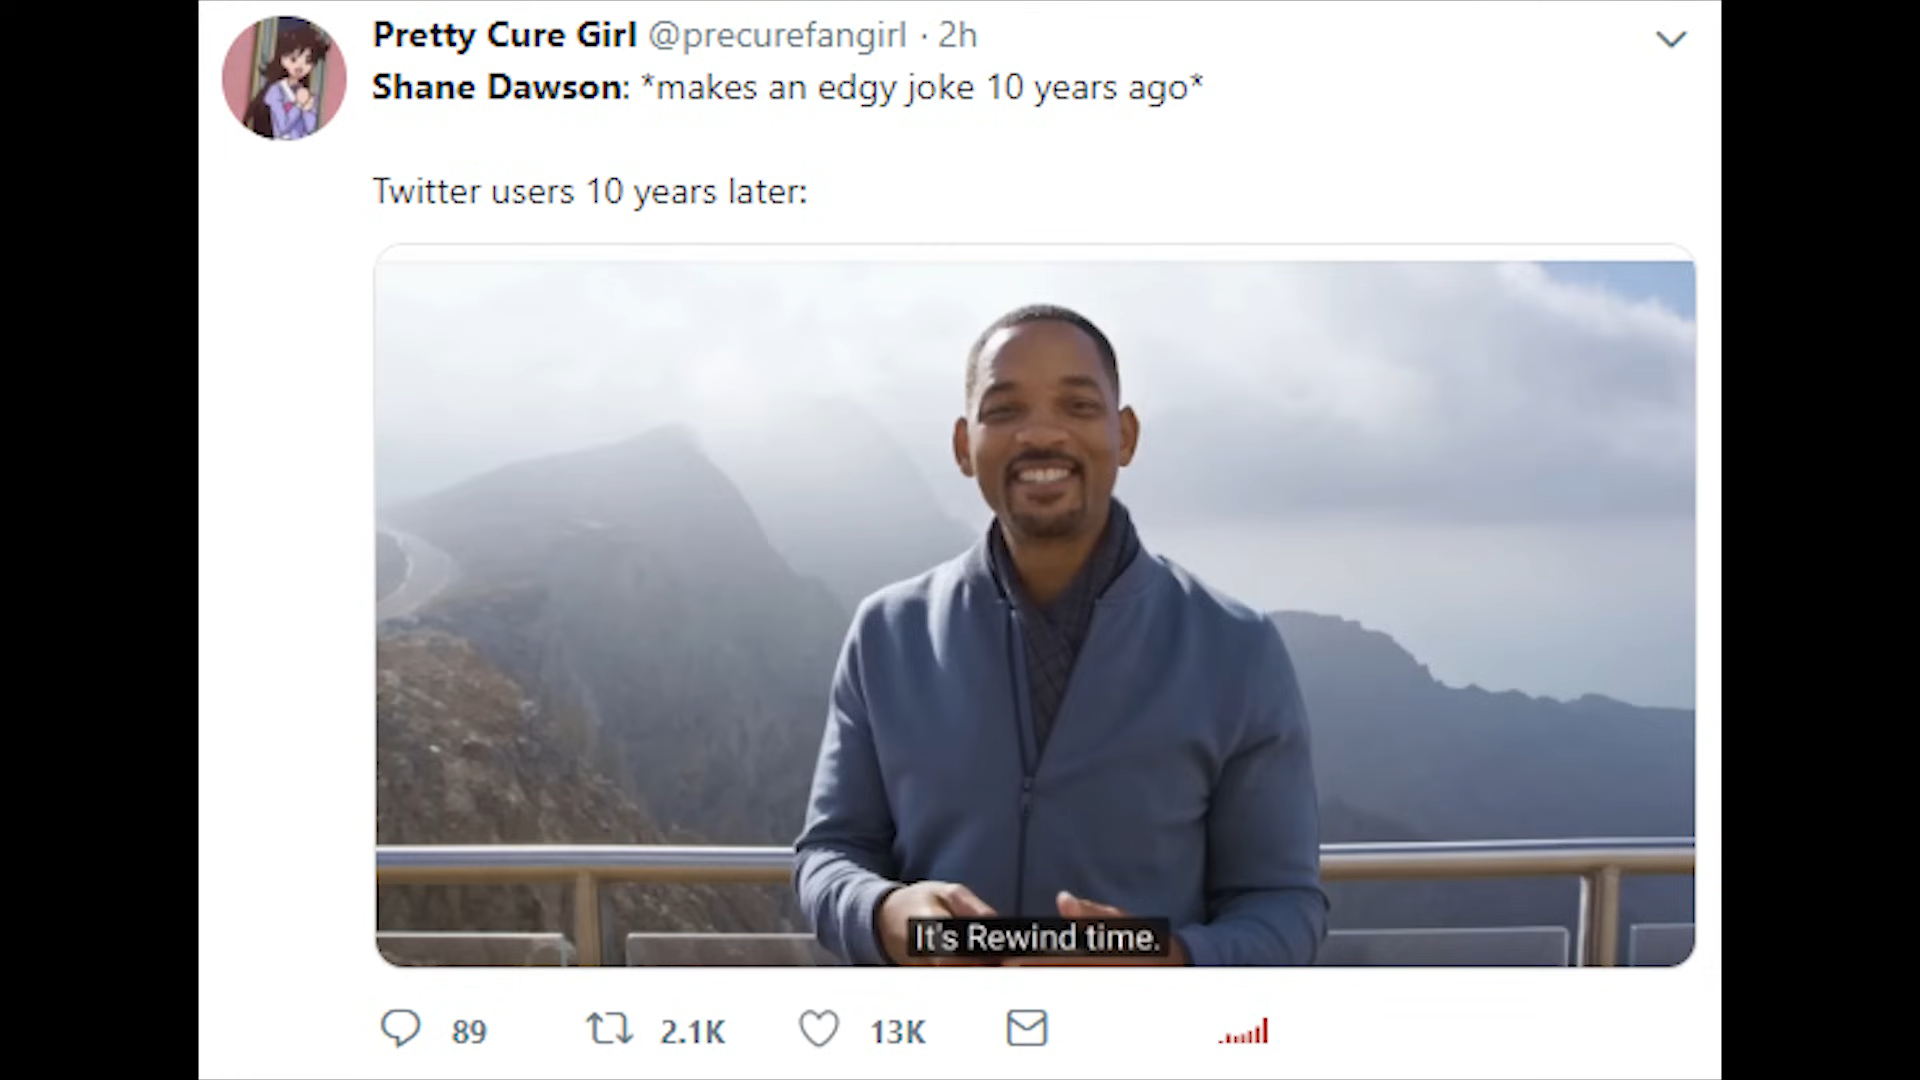 Pretty Cure Girl @precurefangirl · 2h
Shane Dawson: *makes an edgy joke 10 years ago*
Twitter users 10 years later:
It's Rewind time.
89 2.1K 13K